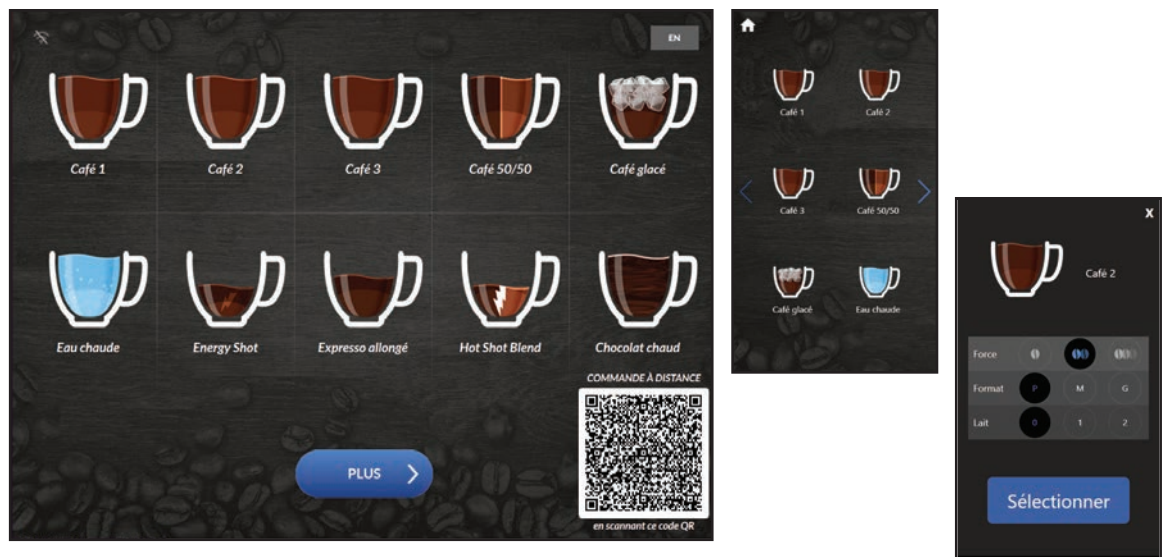 EN
Café 1
Café 2
Café 3
Café 50/50
Café glacé
Eau chaude
Energy Shot
Expresso allongé
Hot Shot Blend
Chocolat chaud
COMMANDE À DISTANCE
PLUS
en scannant ce code QR
Café 1
Café 2
Café 3
Café 50/50
Café glacé
Eau chaude
X
Café 2
Force
Format P M G
Lait 0 1 2
Sélectionner